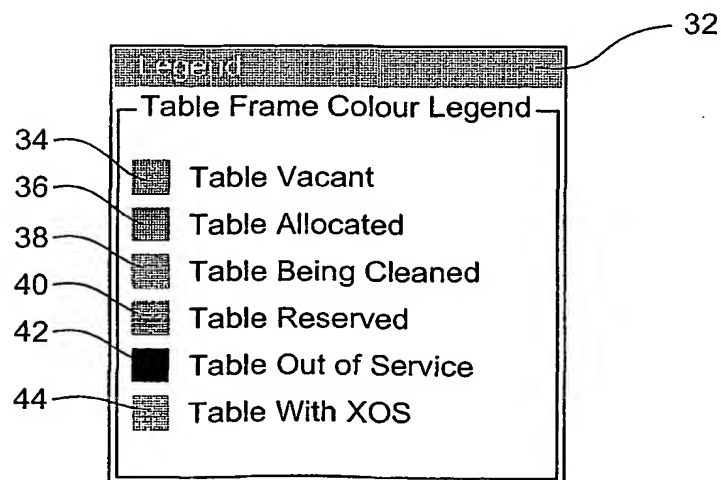 32
Legend
Table Frame Colour Legend
34 Table Vacant
36 Table Allocated
38 Table Being Cleaned
40 Table Reserved
42 Table Out of Service
44 Table With XOS